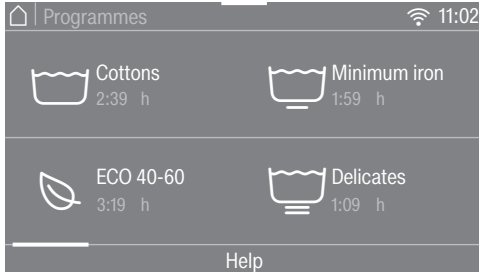 Programmes 11:02
Cottons
2:39 h
Minimum iron
1:59 h
ECO 40-60
3:19 h
Delicates
1:09 h
Help